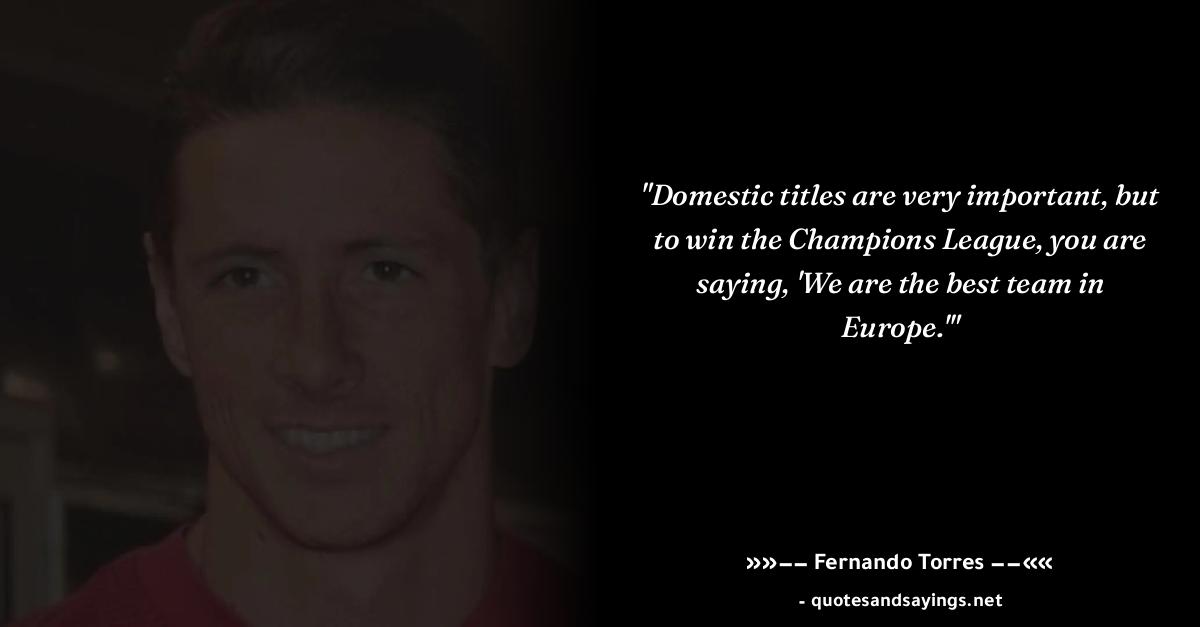 "Domestic titles are very important, but
to win the Champions League, you are
saying, 'We are the best team in
Europe.'"
»»−− Fernando Torres −−««
- quotesandsayings.net